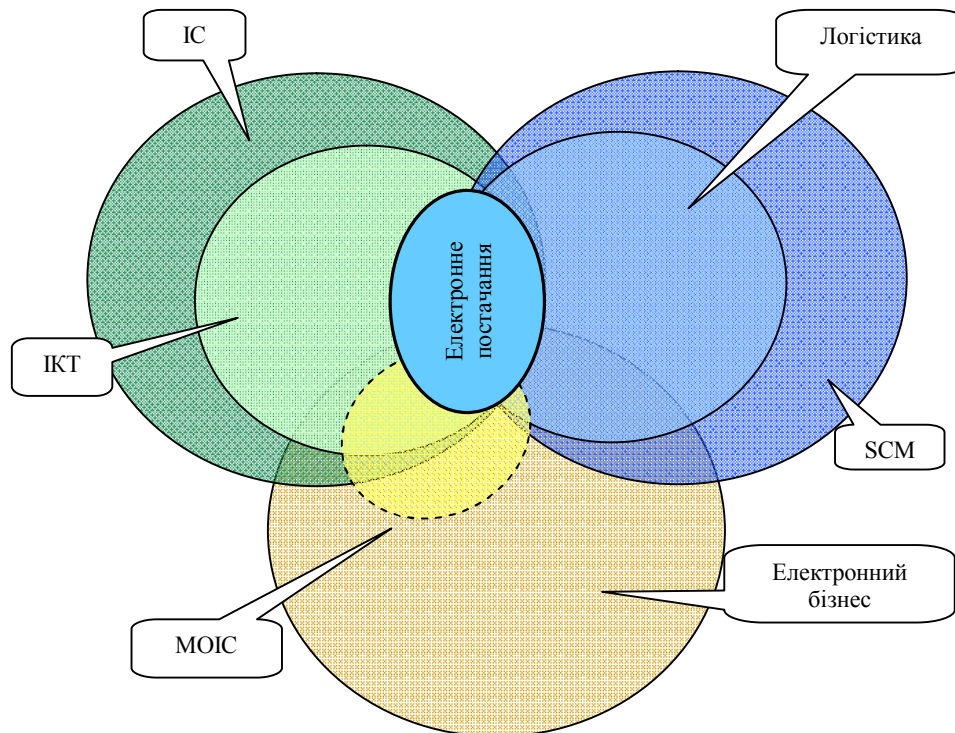 ІС
Логістика
Електронне
постачання
ІКТ
SCM
Електронний
бізнес
МОІС